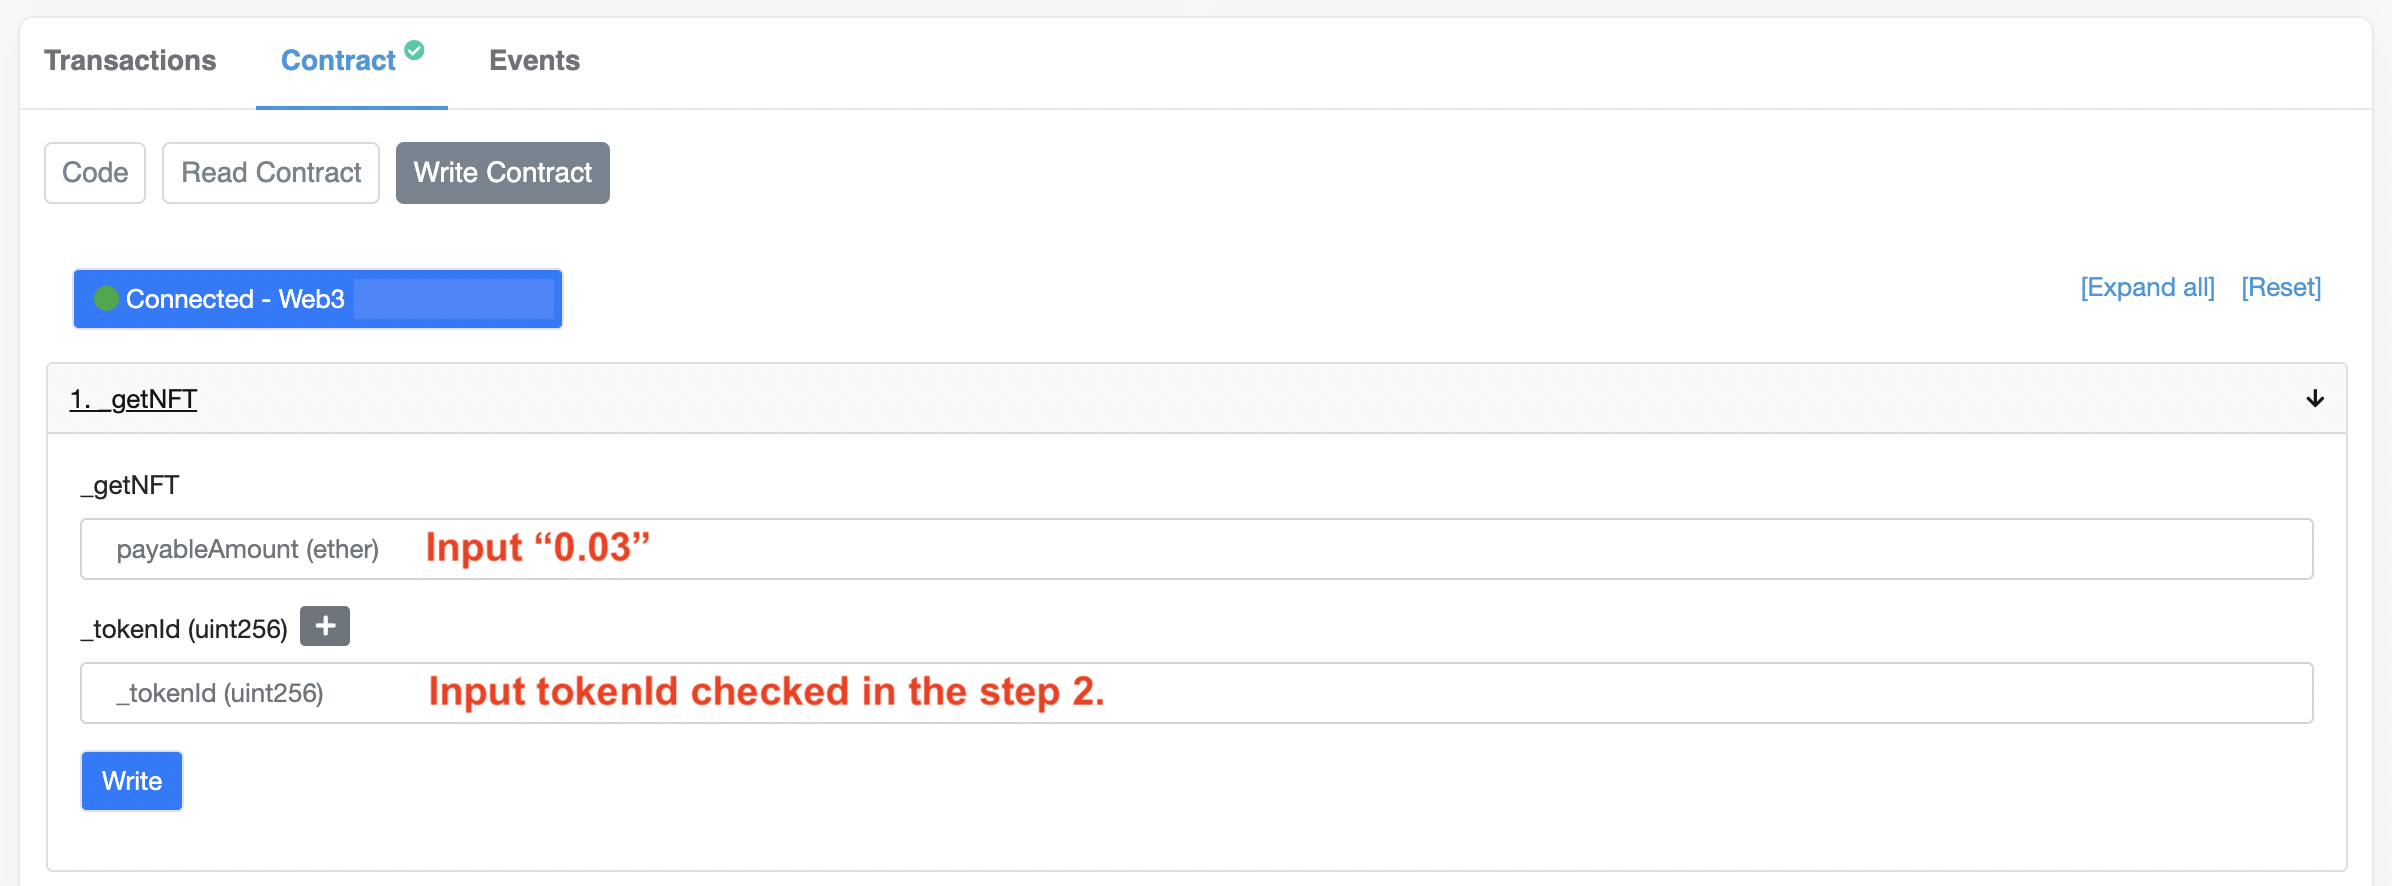 Transactions Contract Events
Code Read Contract Write Contract
Connected - Web3 [Expand all] [Reset]
1. _getNFT
_getNFT
payableAmount (ether) Input “0.03”
_tokenId (uint256) +
_tokenId (uint256) Input tokenId checked in the step 2.
Write